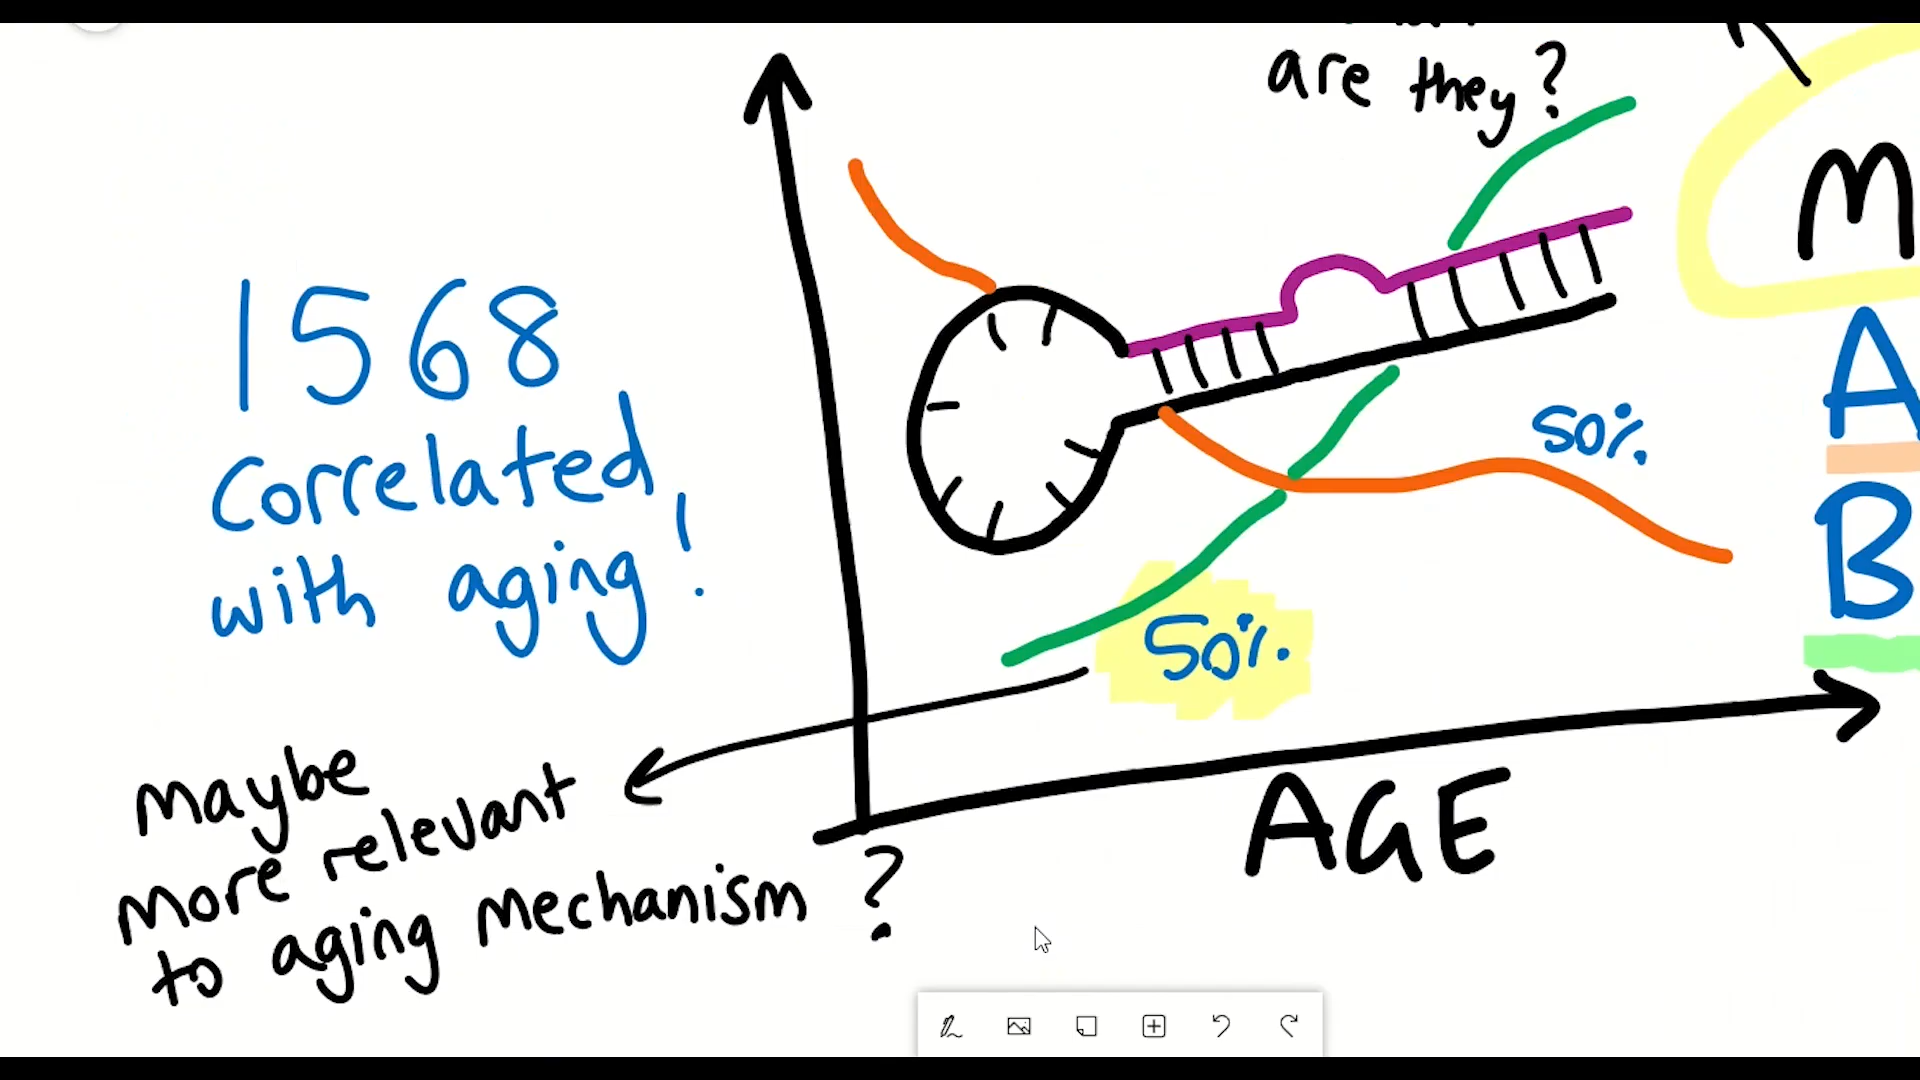 are they?
1568
correlated
with aging!
50%
50%
M
A
B
AGE
Maybe
more relevant
to aging mechanism?